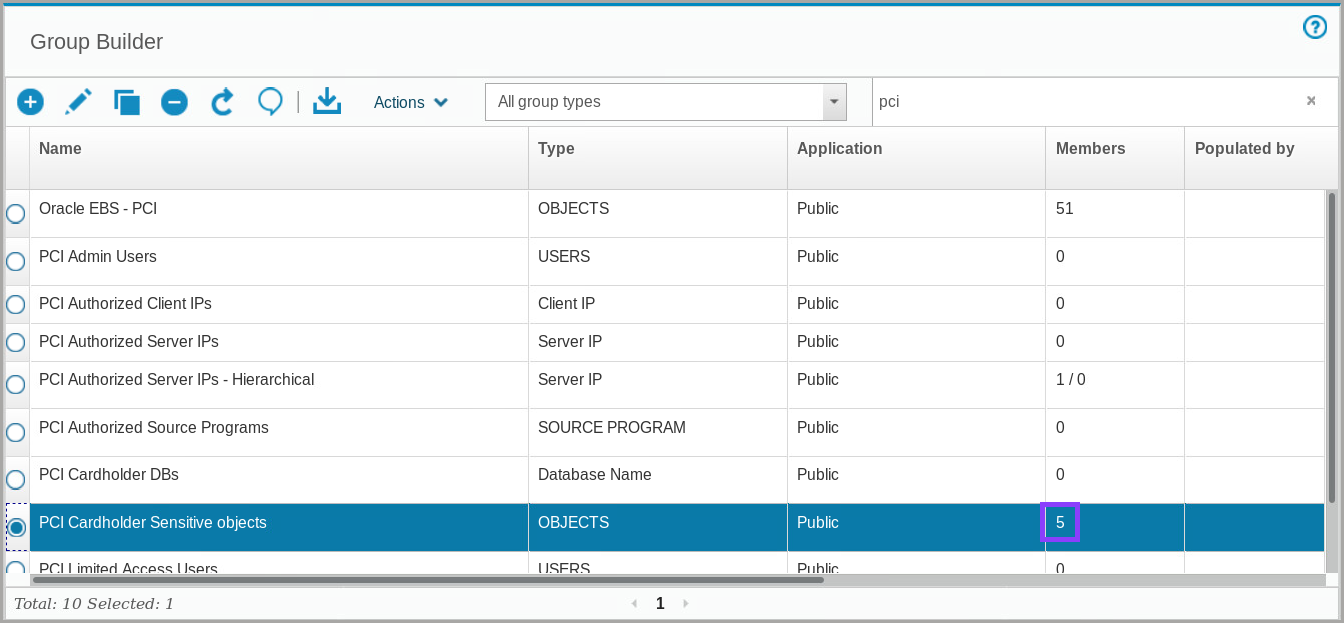 Group Builder
Actions All group types pci
Name Type Application Members Populated by
Oracle EBS - PCI OBJECTS Public 51
PCI Admin Users USERS Public 0
PCI Authorized Client IPs Client IP Public 0
PCI Authorized Server IPs Server IP Public 0
PCI Authorized Server IPs - Hierarchical Server IP Public 1 / 0
PCI Authorized Source Programs SOURCE PROGRAM Public 0
PCI Cardholder DBs Database Name Public 0
PCI Cardholder Sensitive objects OBJECTS Public 5
PCI Limited Access Users USERS Public 0
Total: 10 Selected: 1 1